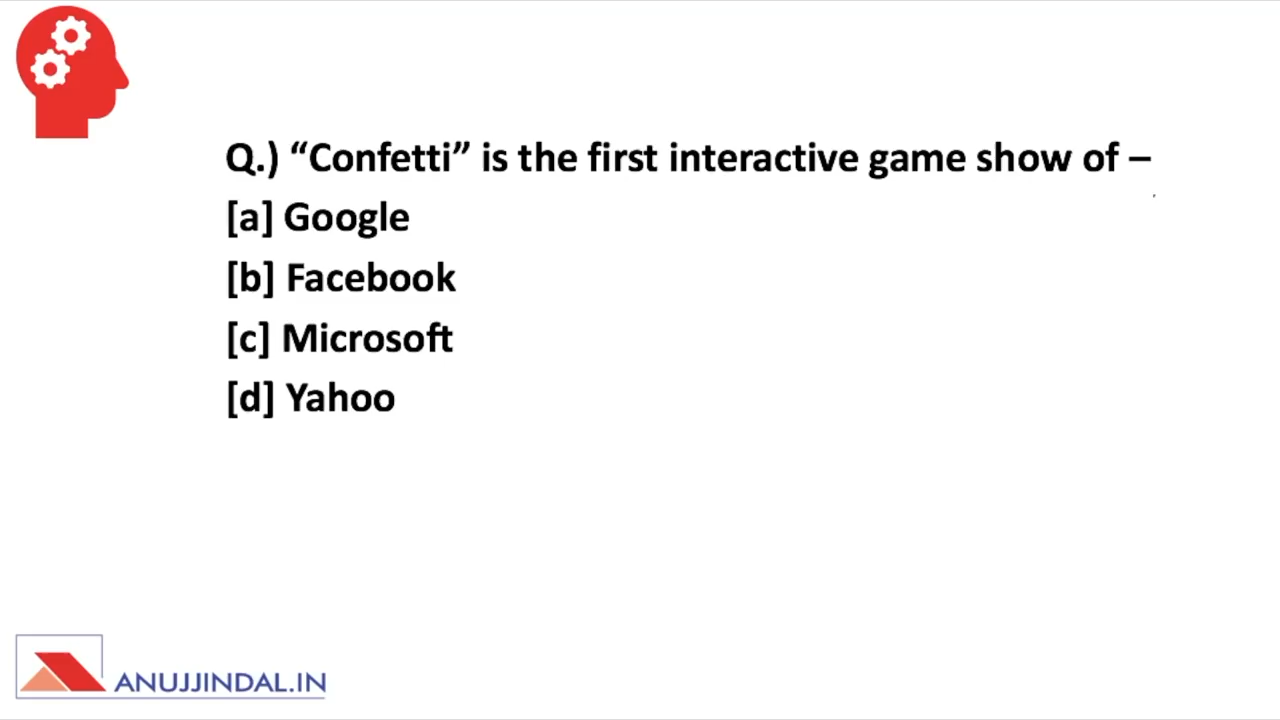 Q.) “Confetti” is the first interactive game show of –
[a] Google
[b] Facebook
[c] Microsoft
[d] Yahoo
ANUJJINDAL.IN